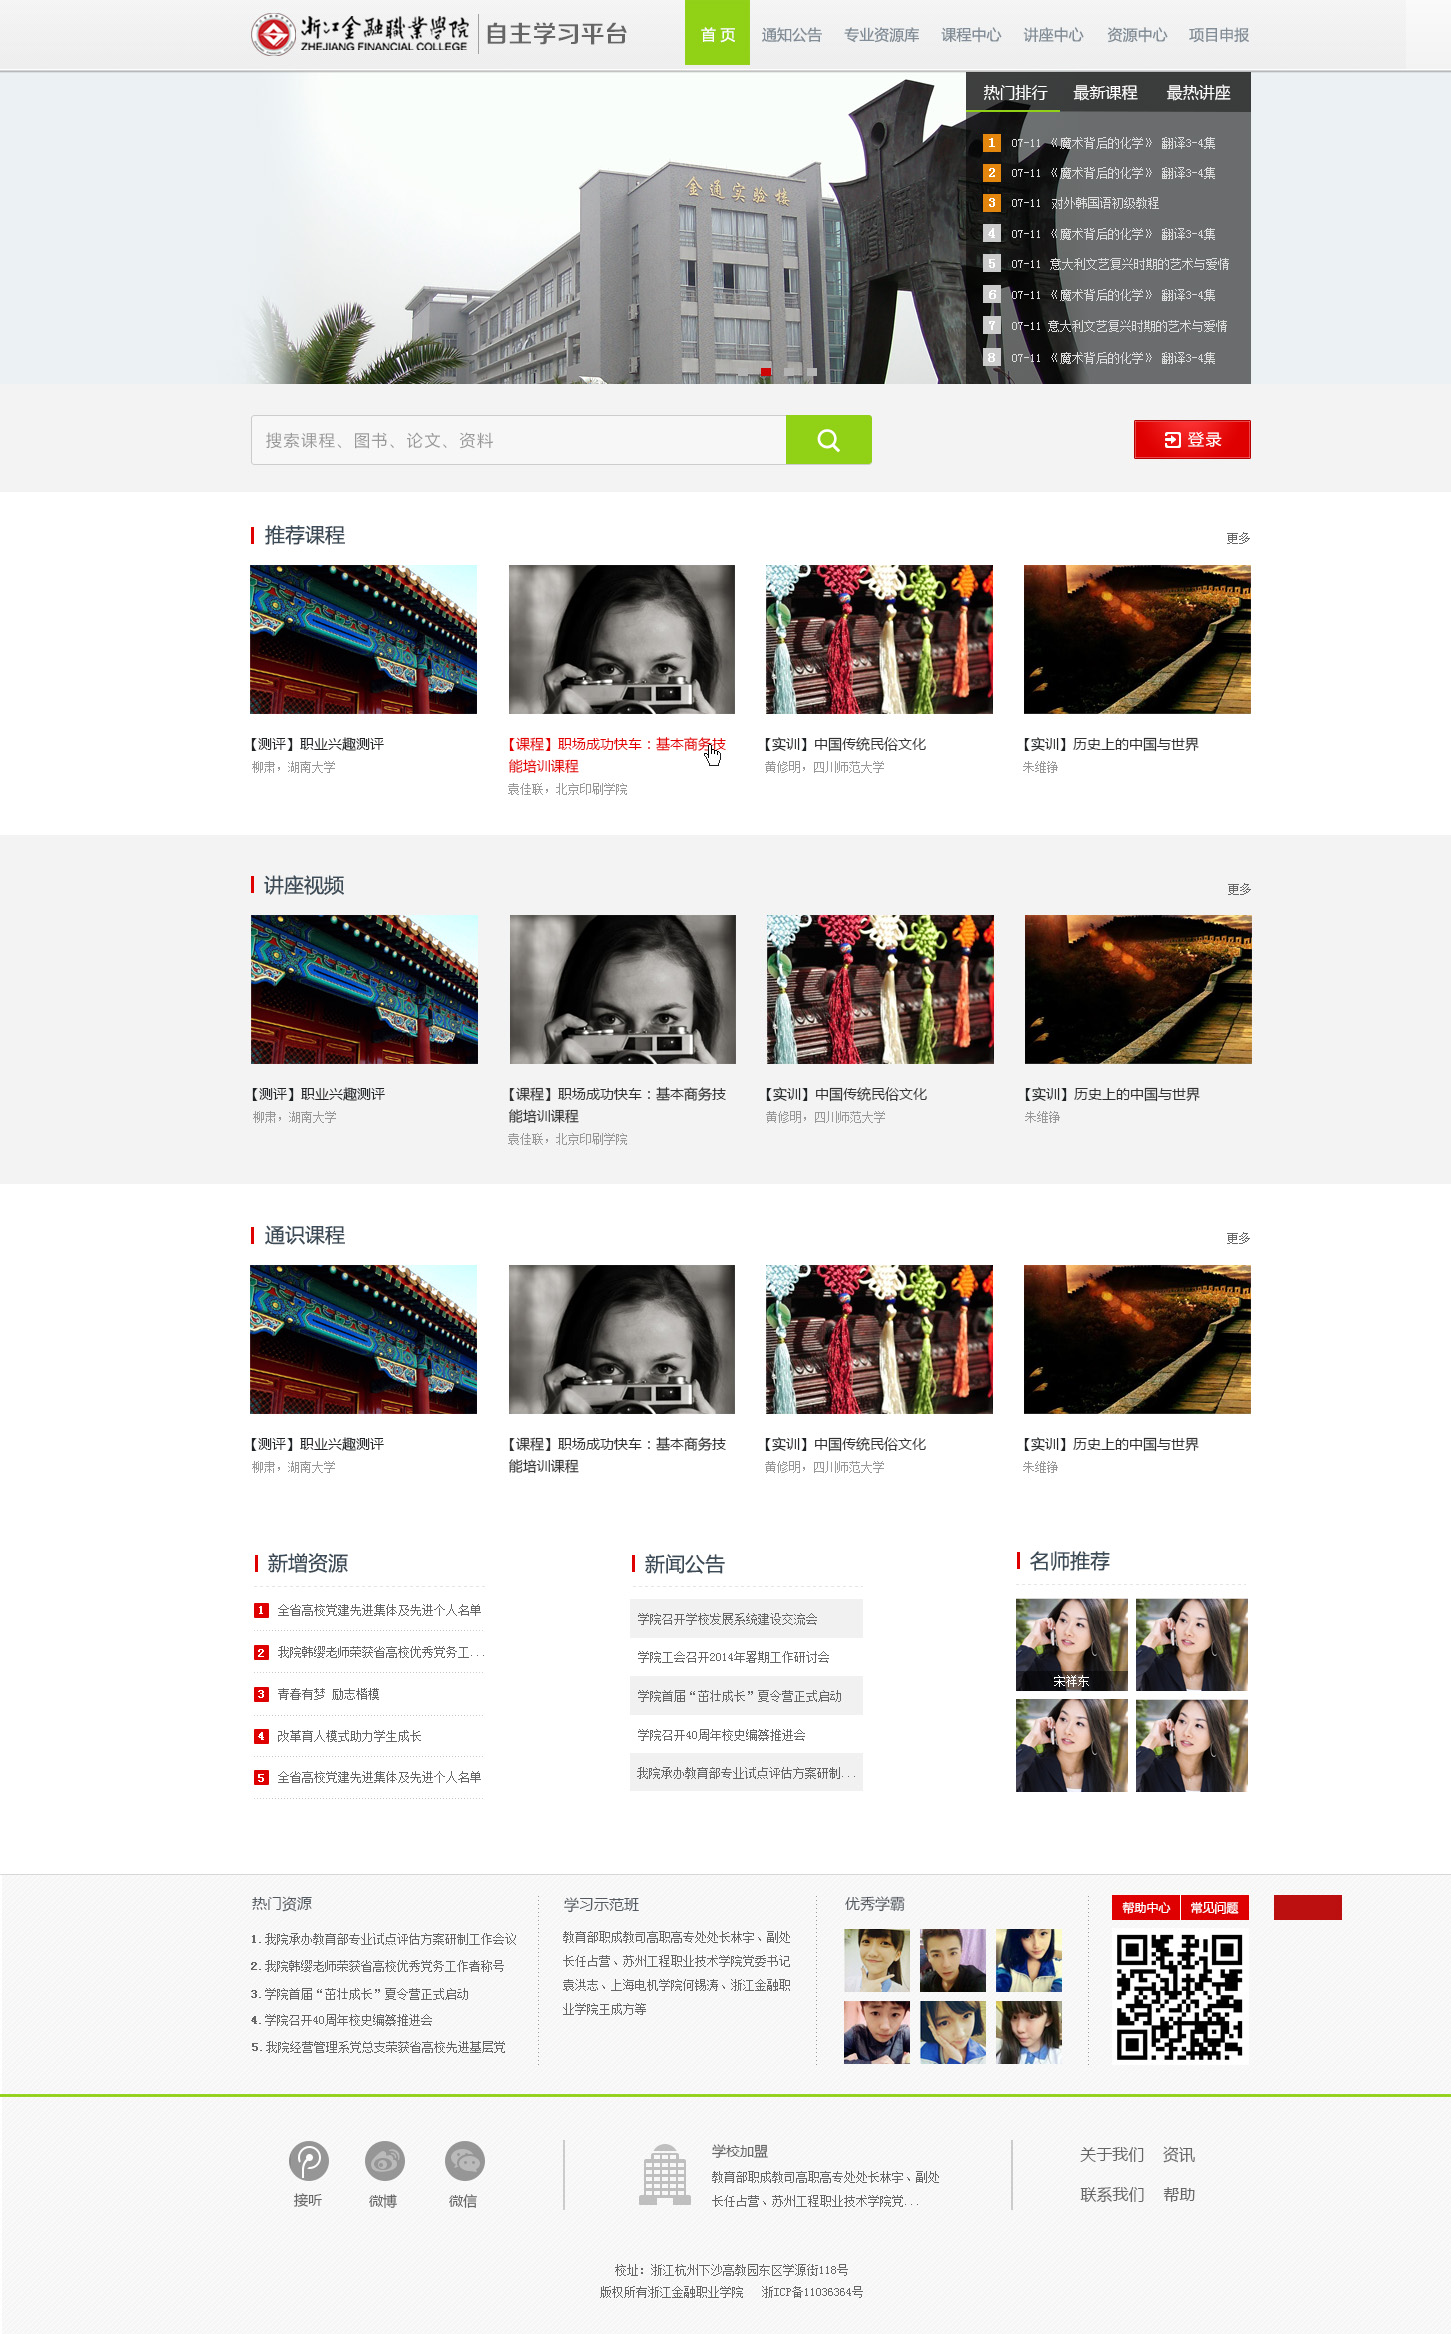 浙江金融職業學院
ZHEJIANG FINANCIAL COLLEGE
自主学习平台
首 页 通知公告 专业资源库 课程中心 讲座中心 资源中心 项目申报
金通实验楼
热门排行 最新课程 最热讲座
1 07-11 《魔术背后的化学》 翻译3-4集
2 07-11 《魔术背后的化学》 翻译3-4集
3 07-11 对外韩国语初级教程
4 07-11 《魔术背后的化学》 翻译3-4集
5 07-11 意大利文艺复兴时期的艺术与爱情
6 07-11 《魔术背后的化学》 翻译3-4集
7 07-11 意大利文艺复兴时期的艺术与爱情
8 07-11 《魔术背后的化学》 翻译3-4集
搜索课程、图书、论文、资料
登录
推荐课程 更多
【测评】职业兴趣测评
柳肃，湖南大学
【课程】职场成功快车：基本商务技
能培训课程
袁佳联，北京印刷学院
【实训】中国传统民俗文化
黄修明，四川师范大学
【实训】历史上的中国与世界
朱维铮
讲座视频 更多
【测评】职业兴趣测评
柳肃，湖南大学
【课程】职场成功快车：基本商务技
能培训课程
袁佳联，北京印刷学院
【实训】中国传统民俗文化
黄修明，四川师范大学
【实训】历史上的中国与世界
朱维铮
通识课程 更多
【测评】职业兴趣测评
柳肃，湖南大学
【课程】职场成功快车：基本商务技
能培训课程
【实训】中国传统民俗文化
黄修明，四川师范大学
【实训】历史上的中国与世界
朱维铮
新增资源
1 全省高校党建先进集体及先进个人名单
2 我院韩缨老师荣获省高校优秀党务工...
3 青春有梦 励志楷模
4 改革育人模式助力学生成长
5 全省高校党建先进集体及先进个人名单
新闻公告
学院召开学校发展系统建设交流会
学院工会召开2014年暑期工作研讨会
学院首届“茁壮成长”夏令营正式启动
学院召开40周年校史编纂推进会
我院承办教育部专业试点评估方案研制...
名师推荐
宋祥东
热门资源
1. 我院承办教育部专业试点评估方案研制工作会议
2. 我院韩缨老师荣获省高校优秀党务工作者称号
3. 学院首届“茁壮成长”夏令营正式启动
4. 学院召开40周年校史编纂推进会
5. 我院经营管理系党总支荣获省高校先进基层党
学习示范班
教育部职成教司高职高专处处长林宇、副处
长任占营、苏州工程职业技术学院党委书记
袁洪志、上海电机学院何锡涛、浙江金融职
业学院王成方等
优秀学霸
帮助中心 常见问题
接听 微博 微信
学校加盟
教育部职成教司高职高专处处长林宇、副处
长任占营、苏州工程职业技术学院党...
关于我们 资讯
联系我们 帮助
校址：浙江杭州下沙高教园东区学源街118号
版权所有浙江金融职业学院 浙ICP备11036364号